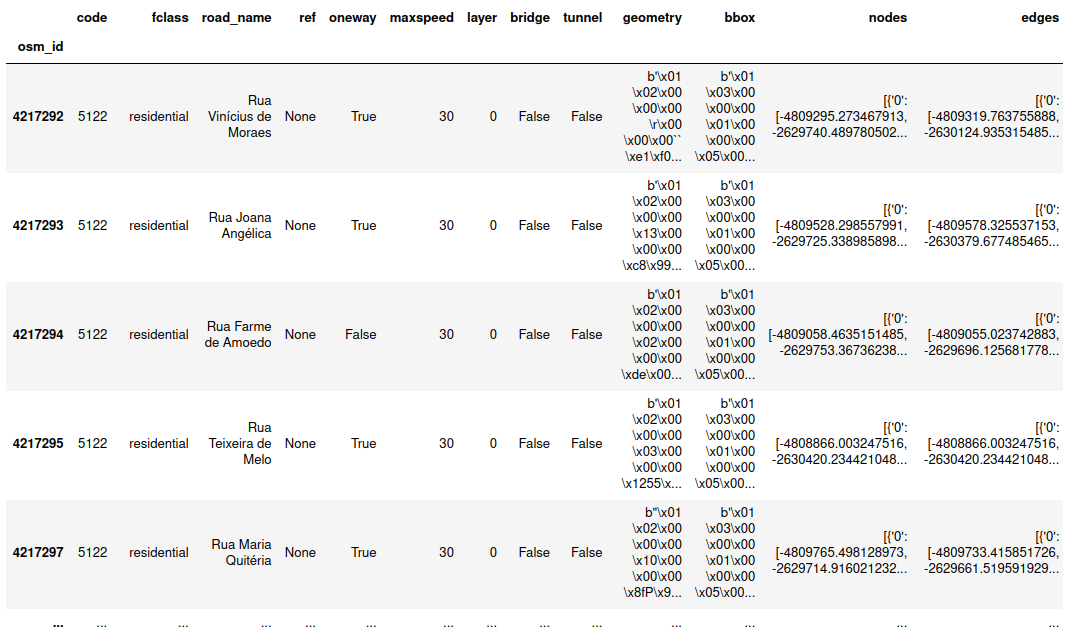 code fclass road_name ref oneway maxspeed layer bridge tunnel geometry bbox nodes edges
osm_id
b'\x01 b'\x01
\x02\x00 \x03\x00
Rua \x00\x00 \x00\x00 [{'0': [{'0':
4217292 5122 residential Vinícius de None True 30 0 False False \r\x00 \x01\x00 [-4809295.273467913, [-4809319.763755888,
Moraes \x00\x00`` \x00\x00 -2629740.489780502... -2630124.935315485...
\xe1\xf0... \x05\x00...
b'\x01 b'\x01
\x02\x00 \x03\x00
Rua Joana \x00\x00 \x00\x00 [{'0': [{'0':
4217293 5122 residential Angélica None True 30 0 False False \x13\x00 \x01\x00 [-4809528.298557991, [-4809578.325537153,
\x00\x00 \x00\x00 -2629725.338985898... -2630379.677485465...
\xc8\x99... \x05\x00...
b'\x01 b'\x01
\x02\x00 \x03\x00
Rua Farme \x00\x00 \x00\x00 [{'0': [{'0':
4217294 5122 residential de Amoedo None False 30 0 False False \x02\x00 \x01\x00 [-4809058.4635151485, [-4809055.023742883,
\x00\x00 \x00\x00 -2629753.36736238... -2629696.125681778...
\xde\x00... \x05\x00...
b'\x01 b'\x01
\x02\x00 \x03\x00
Rua \x00\x00 \x00\x00 [{'0': [{'0':
4217295 5122 residential Teixeira de None True 30 0 False False \x03\x00 \x01\x00 [-4808866.003247516, [-4808866.003247516,
Melo \x00\x00 \x00\x00 -2630420.234421048... -2630420.234421048...
\x1255\x... \x05\x00...
b"\x01 b'\x01
\x02\x00 \x03\x00
Rua Maria \x00\x00 \x00\x00 [{'0': [{'0':
4217297 5122 residential Quitéria None True 30 0 False False \x10\x00 \x01\x00 [-4809765.498128973, [-4809733.415851726,
\x00\x00 \x00\x00 -2629714.916021232... -2629661.519591929...
\x8fP\x9... \x05\x00...
... ... ... ... ... ... ... ... ... ... ... ... ... ...